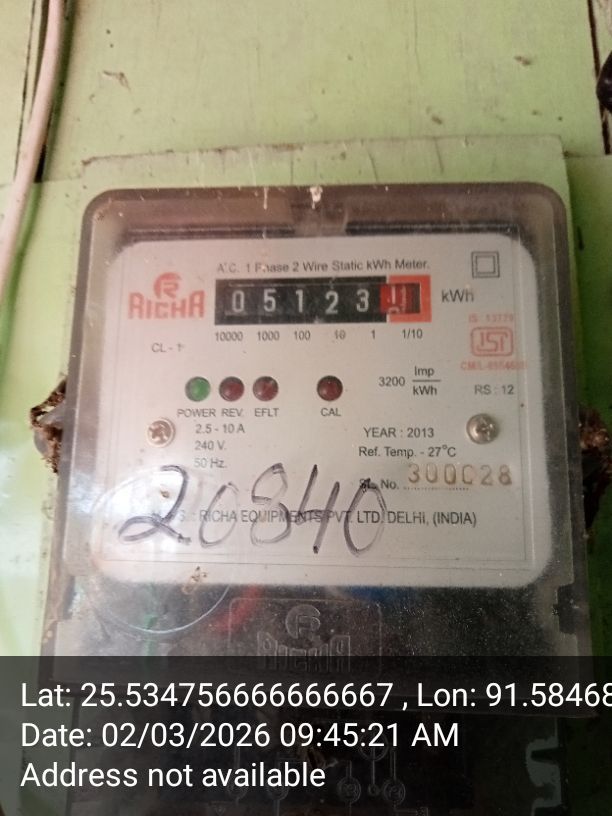 A.C. 1 Phase 2 Wire Static kWh Meter.
RICHA
0 5 1 2 3
kWh
10000 1000 100 10 1 1/10
IS : 13779
ISI
CL - 1
3200 Imp/kWh
RS : 12
POWER REV. EFLT CAL
2.5 - 10 A
240 V.
50 Hz.
YEAR : 2013
Ref. Temp. - 27°C
SL. No. 300028
20840
RICHA EQUIPMENTS PVT. LTD. DELHI, (INDIA)
RICHA
Lat: 25.534756666666667 , Lon: 91.58468
Date: 02/03/2026 09:45:21 AM
Address not available